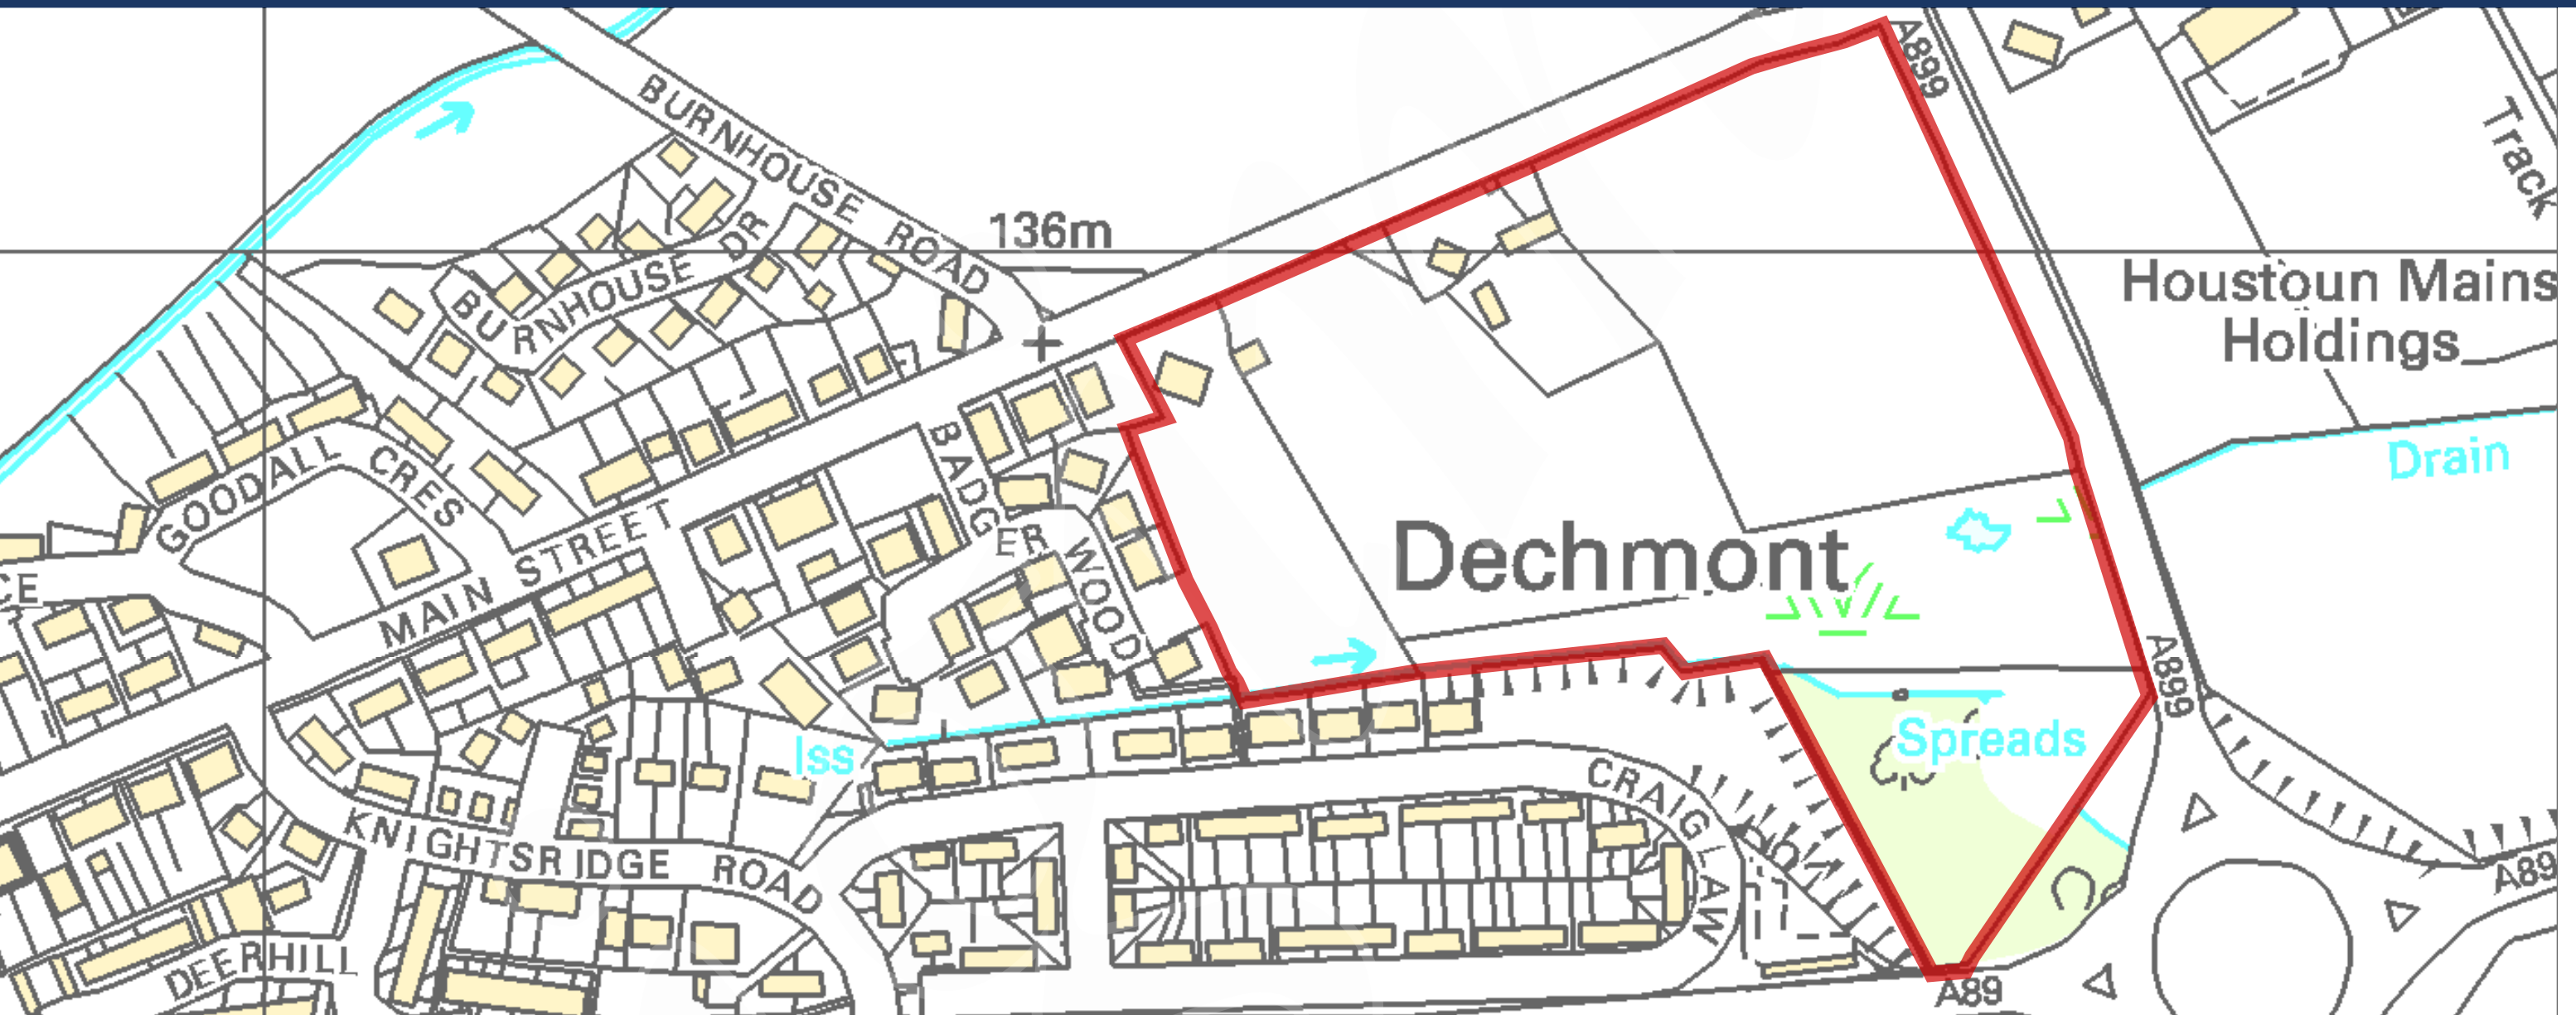 A899
BURNHOUSE ROAD
Track
136m
BURNHOUSE DR
Houstoun Mains
Holdings
GOODALL CRES
BADGER WOOD
Drain
MAIN STREET
Dechmont
CE
A899
Iss
Spreads
CRAIGLAW
KNIGHTSRIDGE ROAD
A89
DEERHILL
A89